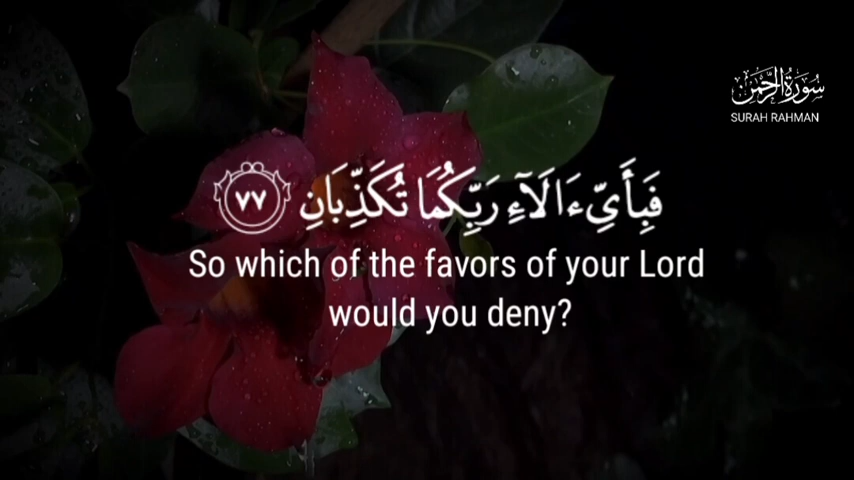 سُورَةُ الرَّحْمَن
SURAH RAHMAN
فَبِأَيِّ ءَالَآءِ رَبِّكُمَا تُكَذِّبَانِ ٧٧
So which of the favors of your Lord
would you deny?